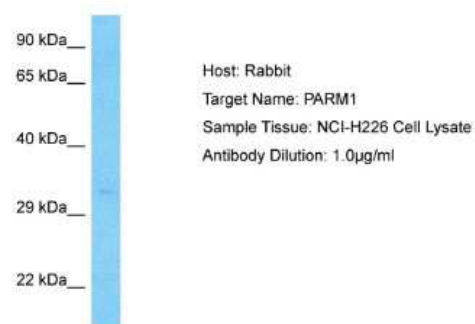 90 kDa
65 kDa
40 kDa
29 kDa
22 kDa
Host: Rabbit
Target Name: PARM1
Sample Tissue: NCI-H226 Cell Lysate
Antibody Dilution: 1.0µg/ml